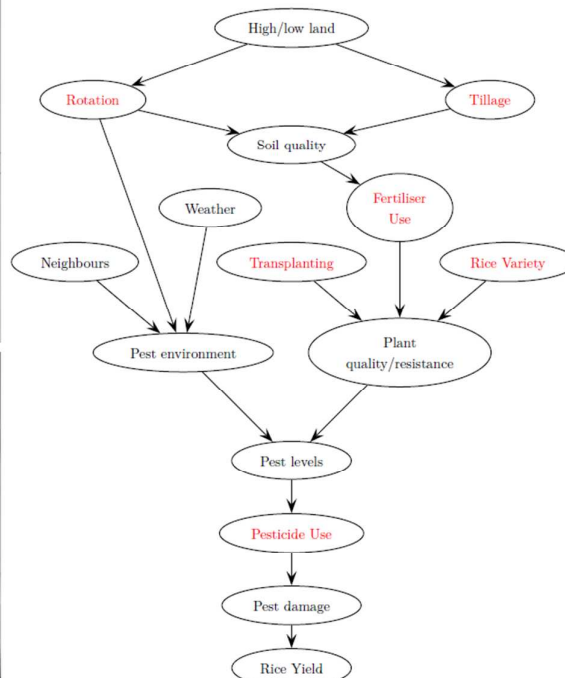 High/low land
Rotation
Tillage
Soil quality
Weather
Fertiliser
Use
Neighbours
Transplanting
Rice Variety
Pest environment
Plant
quality/resistance
Pest levels
Pesticide Use
Pest damage
Rice Yield